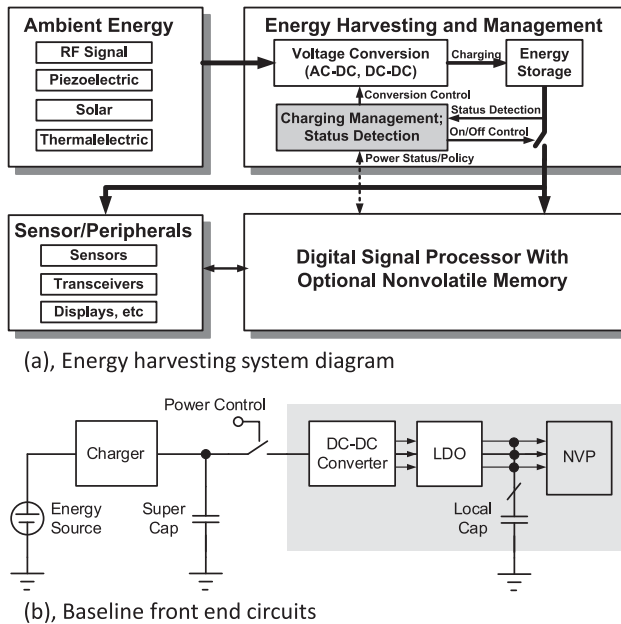 Ambient Energy
RF Signal
Piezoelectric
Solar
Thermalelectric
Energy Harvesting and Management
Voltage Conversion
(AC-DC, DC-DC)
Charging
Energy
Storage
Conversion Control
Charging Management;
Status Detection
Status Detection
On/Off Control
Power Status/Policy
Sensor/Peripherals
Sensors
Transceivers
Displays, etc
Digital Signal Processor With
Optional Nonvolatile Memory
(a), Energy harvesting system diagram
Power Control
Charger
DC-DC
Converter
LDO
NVP
Energy
Source
Super
Cap
Local
Cap
(b), Baseline front end circuits